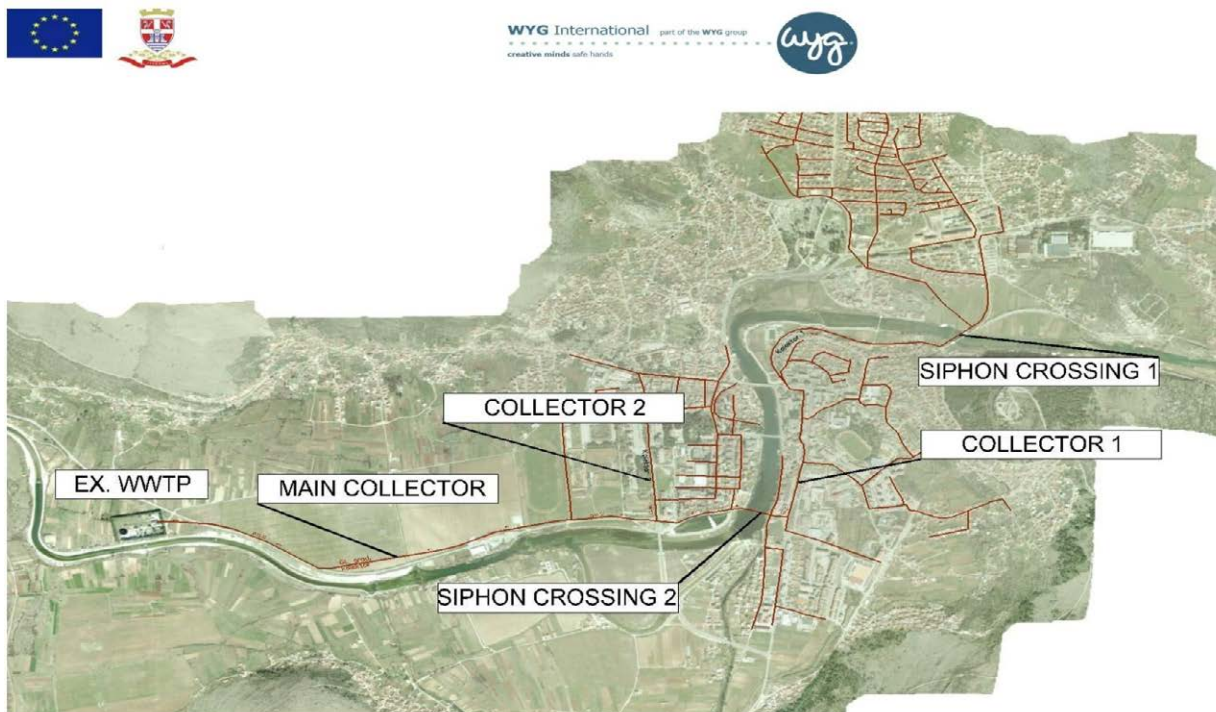 WYG International part of the WYG group
wyg.
creative minds safe hands
SIPHON CROSSING 1
COLLECTOR 2
COLLECTOR 1
EX. WWTP
MAIN COLLECTOR
SIPHON CROSSING 2